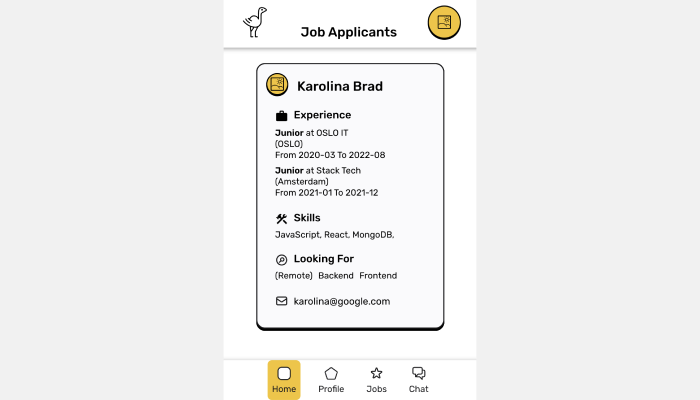 Job Applicants
Karolina Brad
Experience
Junior at OSLO IT
(OSLO)
From 2020-03 To 2022-08
Junior at Stack Tech
(Amsterdam)
From 2021-01 To 2021-12
Skills
JavaScript, React, MongoDB,
Looking For
(Remote) Backend Frontend
karolina@google.com
Home Profile Jobs Chat